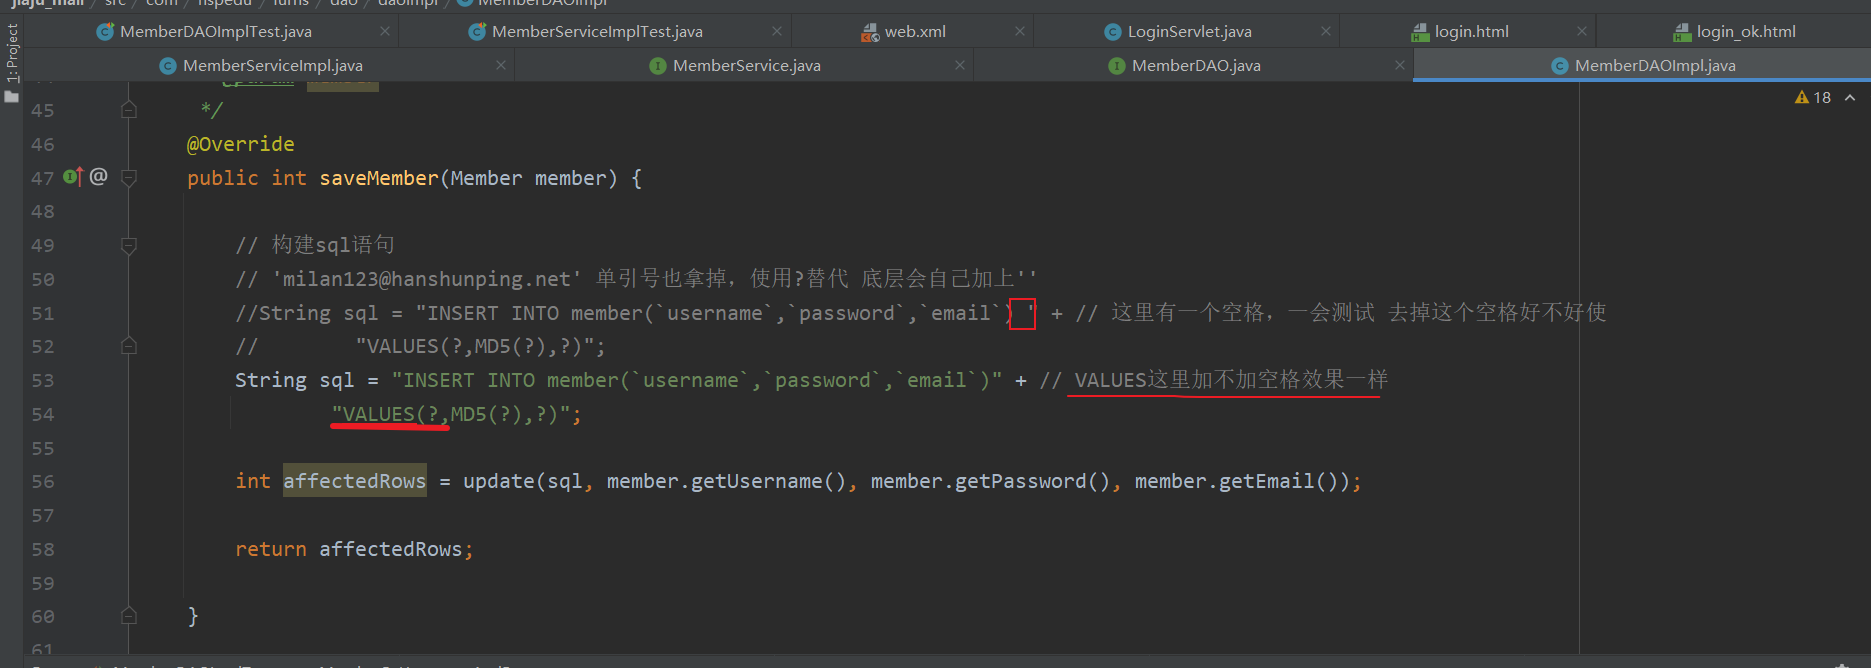 jiaju_mall / src / com / hspedu / furns / dao / daoimpl / MemberDAOImpl
MemberDAOImplTest.java MemberServiceImplTest.java web.xml LoginServlet.java login.html login_ok.html
MemberServiceImpl.java MemberService.java MemberDAO.java MemberDAOImpl.java
1: Project
18
45 */
46 @Override
47 public int saveMember(Member member) {
48
49 // 构建sql语句
50 // 'milan123@hanshunping.net' 单引号也拿掉，使用?替代 底层会自己加上''
51 //String sql = "INSERT INTO member(`username`,`password`,`email`) " + // 这里有一个空格，一会测试 去掉这个空格好不好使
52 // "VALUES(?,MD5(?),?)";
53 String sql = "INSERT INTO member(`username`,`password`,`email`)" + // VALUES这里加不加空格效果一样
54 "VALUES(?,MD5(?),?)";
55
56 int affectedRows = update(sql, member.getUsername(), member.getPassword(), member.getEmail());
57
58 return affectedRows;
59
60 }
61